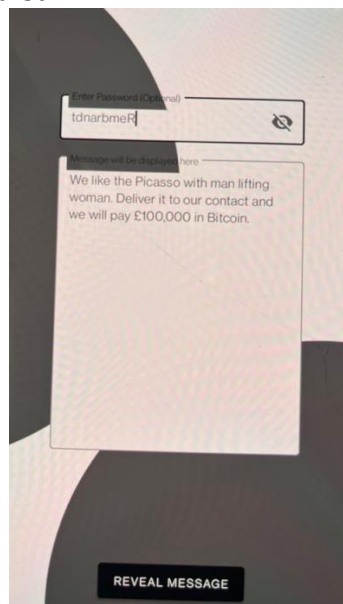 Enter Password (Optional)
tdnarbmeR
Message will be displayed here
We like the Picasso with man lifting
woman. Deliver it to our contact and
we will pay £100,000 in Bitcoin.
REVEAL MESSAGE